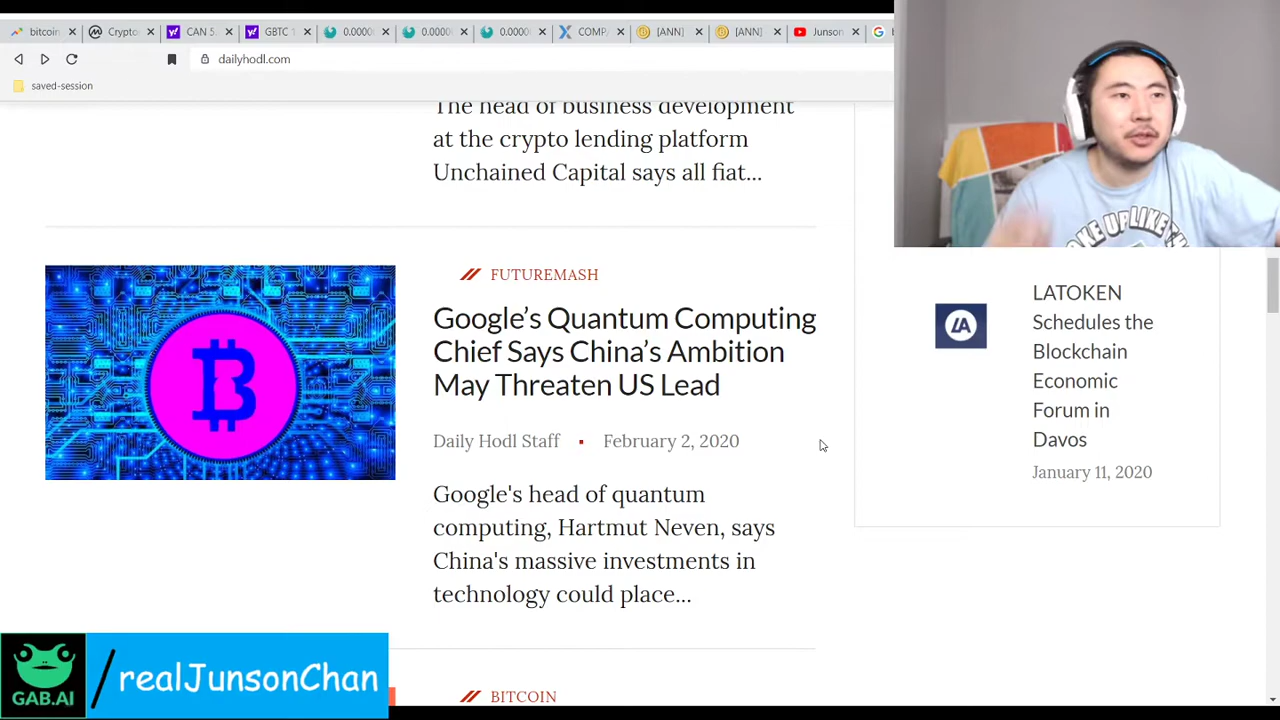 bitcoin
Crypto
CAN 5.
GBTC 1
0.0000
0.0000
0.0000
COMP
[ANN]
[ANN]
Junson
dailyhodl.com
saved-session
The head of business development
at the crypto lending platform
Unchained Capital says all fiat...
FUTUREMASH
Google’s Quantum Computing
Chief Says China’s Ambition
May Threaten US Lead
Daily Hodl Staff ▪ February 2, 2020
Google's head of quantum
computing, Hartmut Neven, says
China's massive investments in
technology could place...
BITCOIN
LATOKEN
Schedules the
Blockchain
Economic
Forum in
Davos
January 11, 2020
GAB.AI
/realJunsonChan